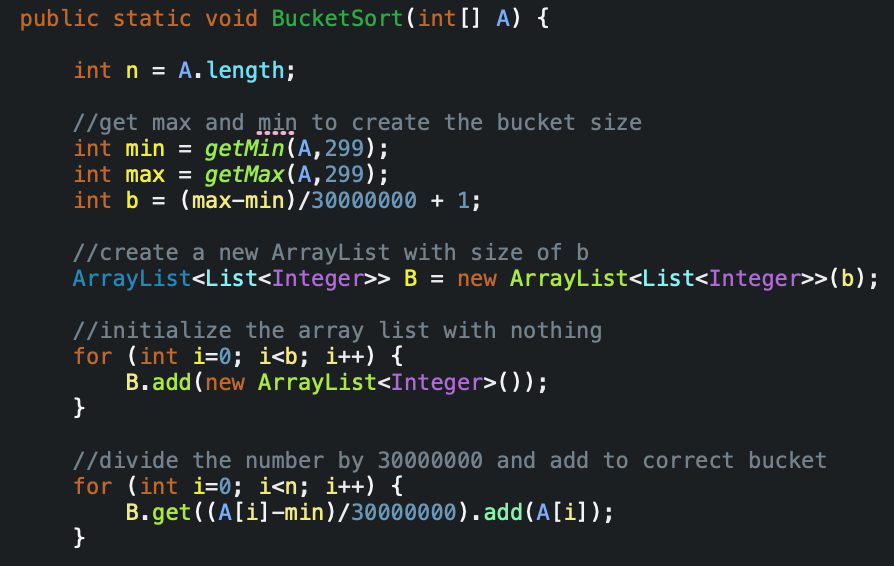 public static void BucketSort(int[] A) {
int n = A.length;
//get max and min to create the bucket size
int min = getMin(A,299);
int max = getMax(A,299);
int b = (max-min)/30000000 + 1;
//create a new ArrayList with size of b
ArrayList<List<Integer>> B = new ArrayList<List<Integer>>(b);
//initialize the array list with nothing
for (int i=0; i<b; i++) {
B.add(new ArrayList<Integer>());
}
//divide the number by 30000000 and add to correct bucket
for (int i=0; i<n; i++) {
B.get((A[i]-min)/30000000).add(A[i]);
}